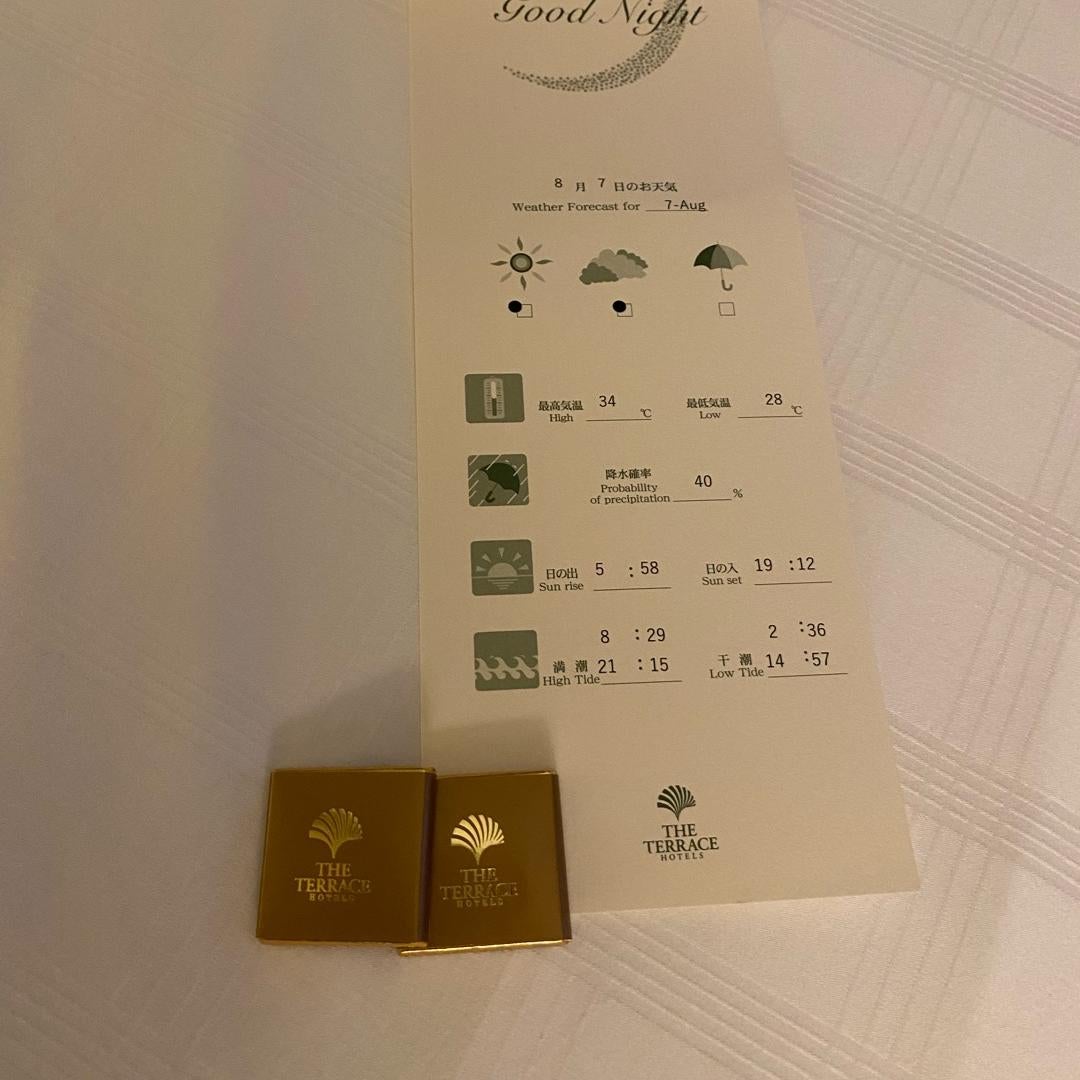 Good Night
8 月 7 日のお天気
Weather Forecast for 7-Aug
最高気温 34 ℃ 最低気温 28 ℃
High Low
降水確率
Probability 40
of precipitation %
日の出 5 : 58 日の入 19 : 12
Sun rise Sun set
8 : 29 2 : 36
満 潮 21 : 15 干 潮 14 : 57
High Tide Low Tide
THE
TERRACE
HOTELS
THE
TERRACE
HOTELS
THE
TERRACE
HOTELS